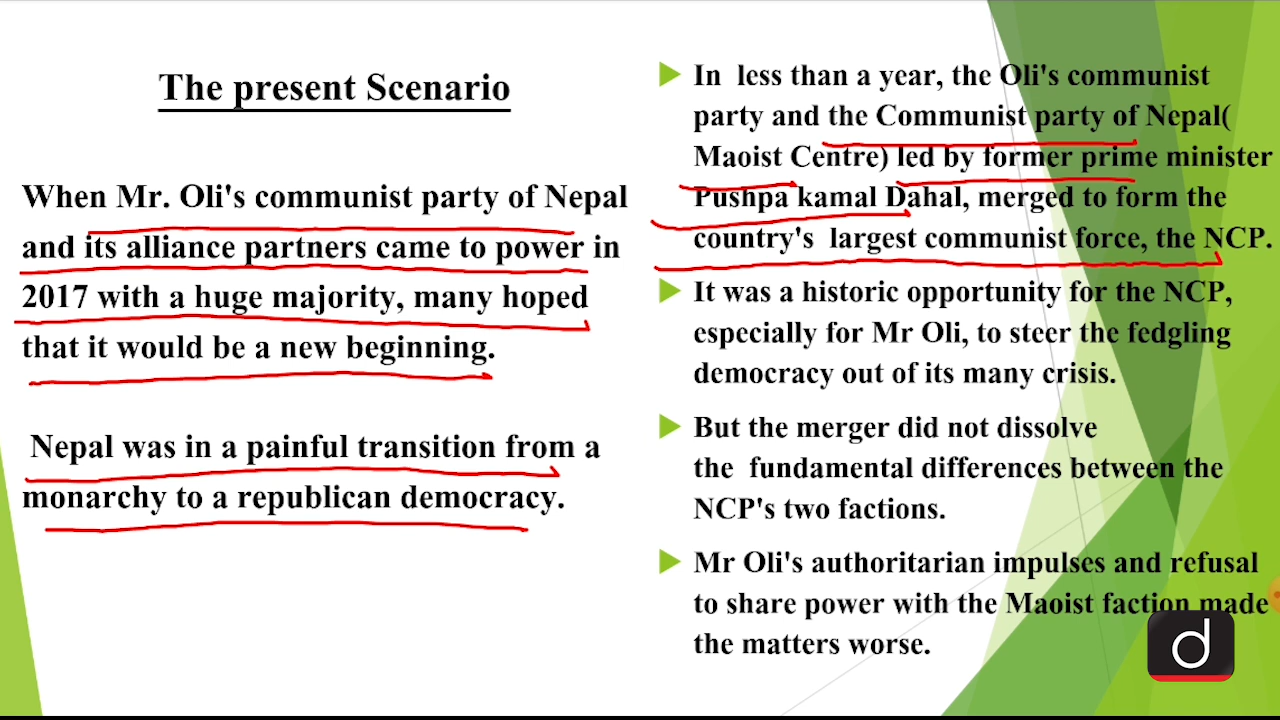 The present Scenario
When Mr. Oli's communist party of Nepal
and its alliance partners came to power in
2017 with a huge majority, many hoped
that it would be a new beginning.
Nepal was in a painful transition from a
monarchy to a republican democracy.
In less than a year, the Oli's communist
party and the Communist party of Nepal(
Maoist Centre) led by former prime minister
Pushpa kamal Dahal, merged to form the
country's largest communist force, the NCP.
It was a historic opportunity for the NCP,
especially for Mr Oli, to steer the fedgling
democracy out of its many crisis.
But the merger did not dissolve
the fundamental differences between the
NCP's two factions.
Mr Oli's authoritarian impulses and refusal
to share power with the Maoist faction made
the matters worse.
d